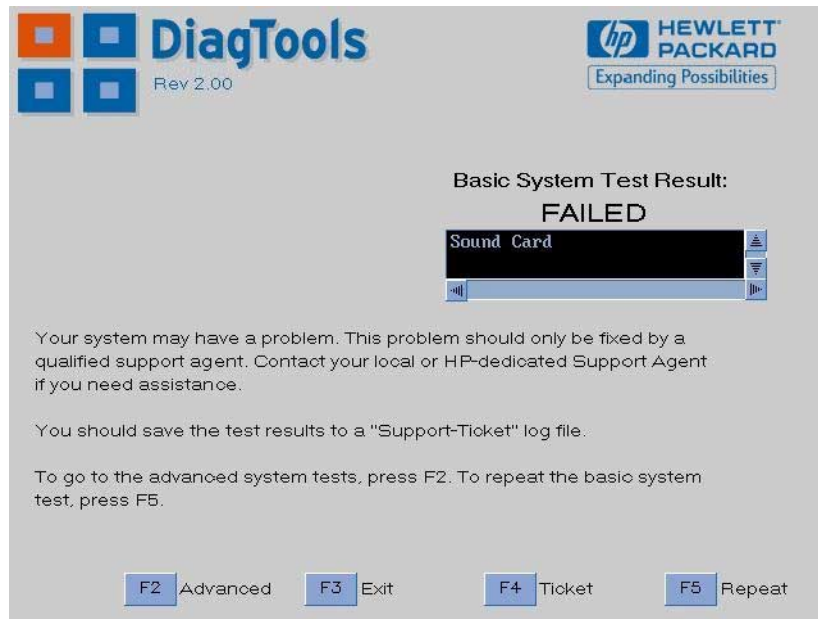 DiagTools
Rev 2.00
hp HEWLETT
PACKARD
Expanding Possibilities
Basic System Test Result:
FAILED
Sound Card
Your system may have a problem. This problem should only be fixed by a
qualified support agent. Contact your local or HP-dedicated Support Agent
if you need assistance.
You should save the test results to a "Support-Ticket" log file.
To go to the advanced system tests, press F2. To repeat the basic system
test, press F5.
F2 Advanced F3 Exit F4 Ticket F5 Repeat